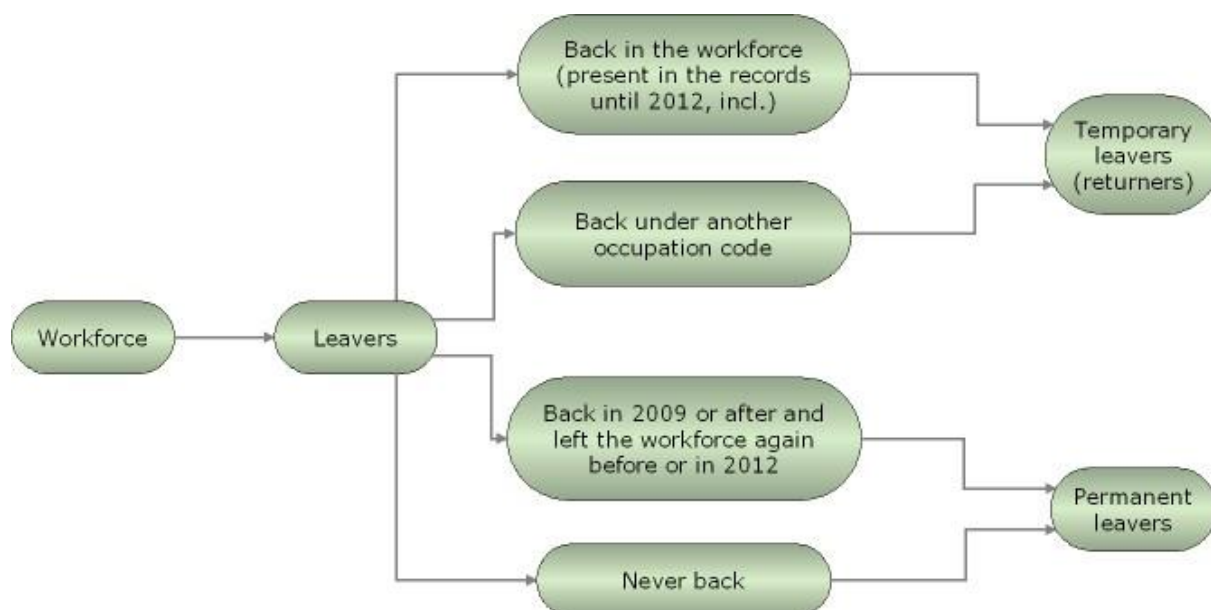 Back in the workforce
(present in the records
until 2012, incl.)
Temporary
leavers
(returners)
Back under another
occupation code
Workforce
Leavers
Back in 2009 or after and
left the workforce again
before or in 2012
Permanent
leavers
Never back